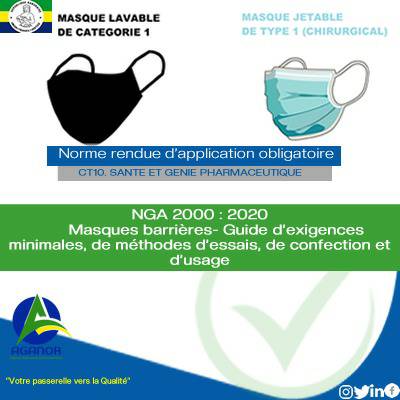 MASQUE LAVABLE
DE CATEGORIE 1
MASQUE JETABLE
DE TYPE 1 (CHIRURGICAL)
Norme rendue d'application obligatoire
CT10. SANTE ET GENIE PHARMACEUTIQUE
NGA 2000 : 2020
Masques barrières- Guide d'exigences
minimales, de méthodes d'essais, de confection et
d'usage
AGANOR
"Votre passerelle vers la Qualité"